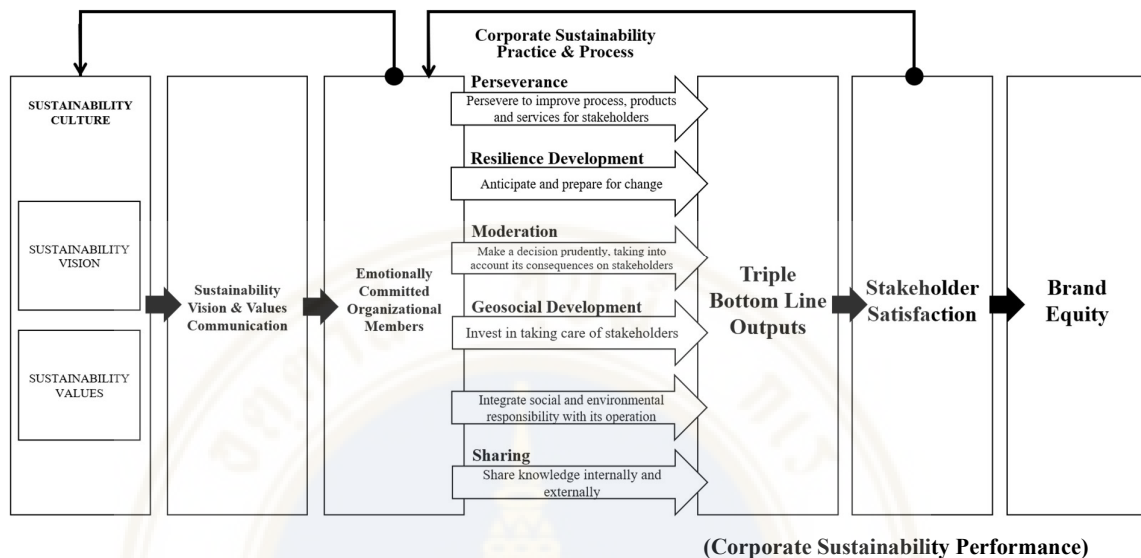 Corporate Sustainability
Practice & Process
SUSTAINABILITY
CULTURE
SUSTAINABILITY
VISION
SUSTAINABILITY
VALUES
Sustainability
Vision & Values
Communication
Emotionally
Committed
Organizational
Members
Perseverance
Persevere to improve process, products
and services for stakeholders
Resilience Development
Anticipate and prepare for change
Moderation
Make a decision prudently, taking into
account its consequences on stakeholders
Geosocial Development
Invest in taking care of stakeholders
Integrate social and environmental
responsibility with its operation
Sharing
Share knowledge internally and
externally
Triple
Bottom Line
Outputs
Stakeholder
Satisfaction
Brand
Equity
(Corporate Sustainability Performance)